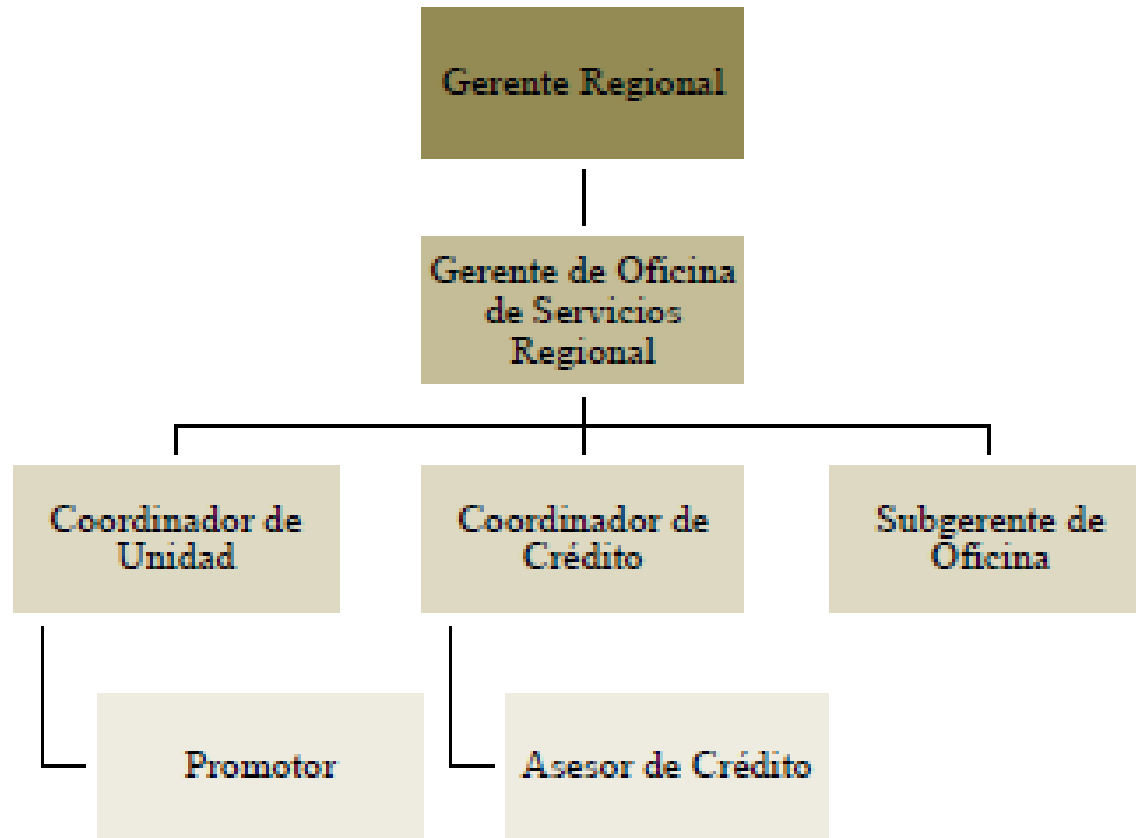 Gerente Regional
Gerente de Oficina
de Servicios
Regional
Coordinador de
Unidad
Coordinador de
Crédito
Subgerente de
Oficina
Promotor
Asesor de Crédito